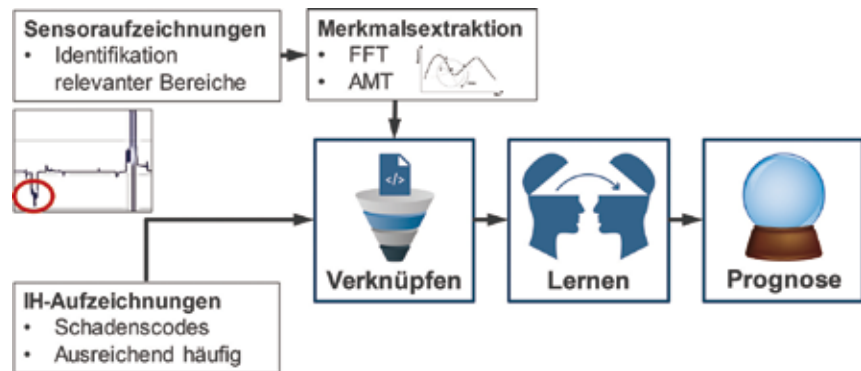 Sensoraufzeichnungen
• Identifikation
relevanter Bereiche
Merkmalsextraktion
• FFT
• AMT
</>
Verknüpfen
Lernen
Prognose
IH-Aufzeichnungen
• Schadenscodes
• Ausreichend häufig